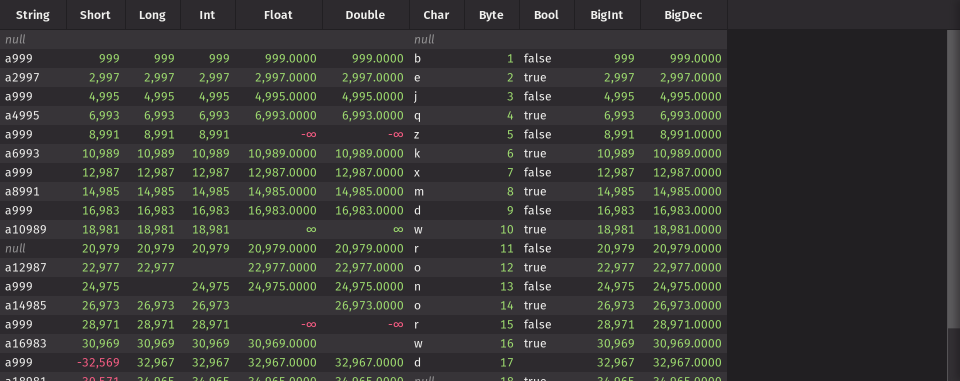 String Short Long Int Float Double Char Byte Bool BigInt BigDec
null null
a999 999 999 999 999.0000 999.0000 b 1 false 999 999.0000
a2997 2,997 2,997 2,997 2,997.0000 2,997.0000 e 2 true 2,997 2,997.0000
a999 4,995 4,995 4,995 4,995.0000 4,995.0000 j 3 false 4,995 4,995.0000
a4995 6,993 6,993 6,993 6,993.0000 6,993.0000 q 4 true 6,993 6,993.0000
a999 8,991 8,991 8,991 -∞ -∞ z 5 false 8,991 8,991.0000
a6993 10,989 10,989 10,989 10,989.0000 10,989.0000 k 6 true 10,989 10,989.0000
a999 12,987 12,987 12,987 12,987.0000 12,987.0000 x 7 false 12,987 12,987.0000
a8991 14,985 14,985 14,985 14,985.0000 14,985.0000 m 8 true 14,985 14,985.0000
a999 16,983 16,983 16,983 16,983.0000 16,983.0000 d 9 false 16,983 16,983.0000
a10989 18,981 18,981 18,981 ∞ ∞ w 10 true 18,981 18,981.0000
null 20,979 20,979 20,979 20,979.0000 20,979.0000 r 11 false 20,979 20,979.0000
a12987 22,977 22,977 22,977.0000 22,977.0000 o 12 true 22,977 22,977.0000
a999 24,975 24,975 24,975.0000 24,975.0000 n 13 false 24,975 24,975.0000
a14985 26,973 26,973 26,973 26,973.0000 o 14 true 26,973 26,973.0000
a999 28,971 28,971 28,971 -∞ -∞ r 15 false 28,971 28,971.0000
a16983 30,969 30,969 30,969 30,969.0000 w 16 true 30,969 30,969.0000
a999 -32,569 32,967 32,967 32,967.0000 32,967.0000 d 17 32,967 32,967.0000